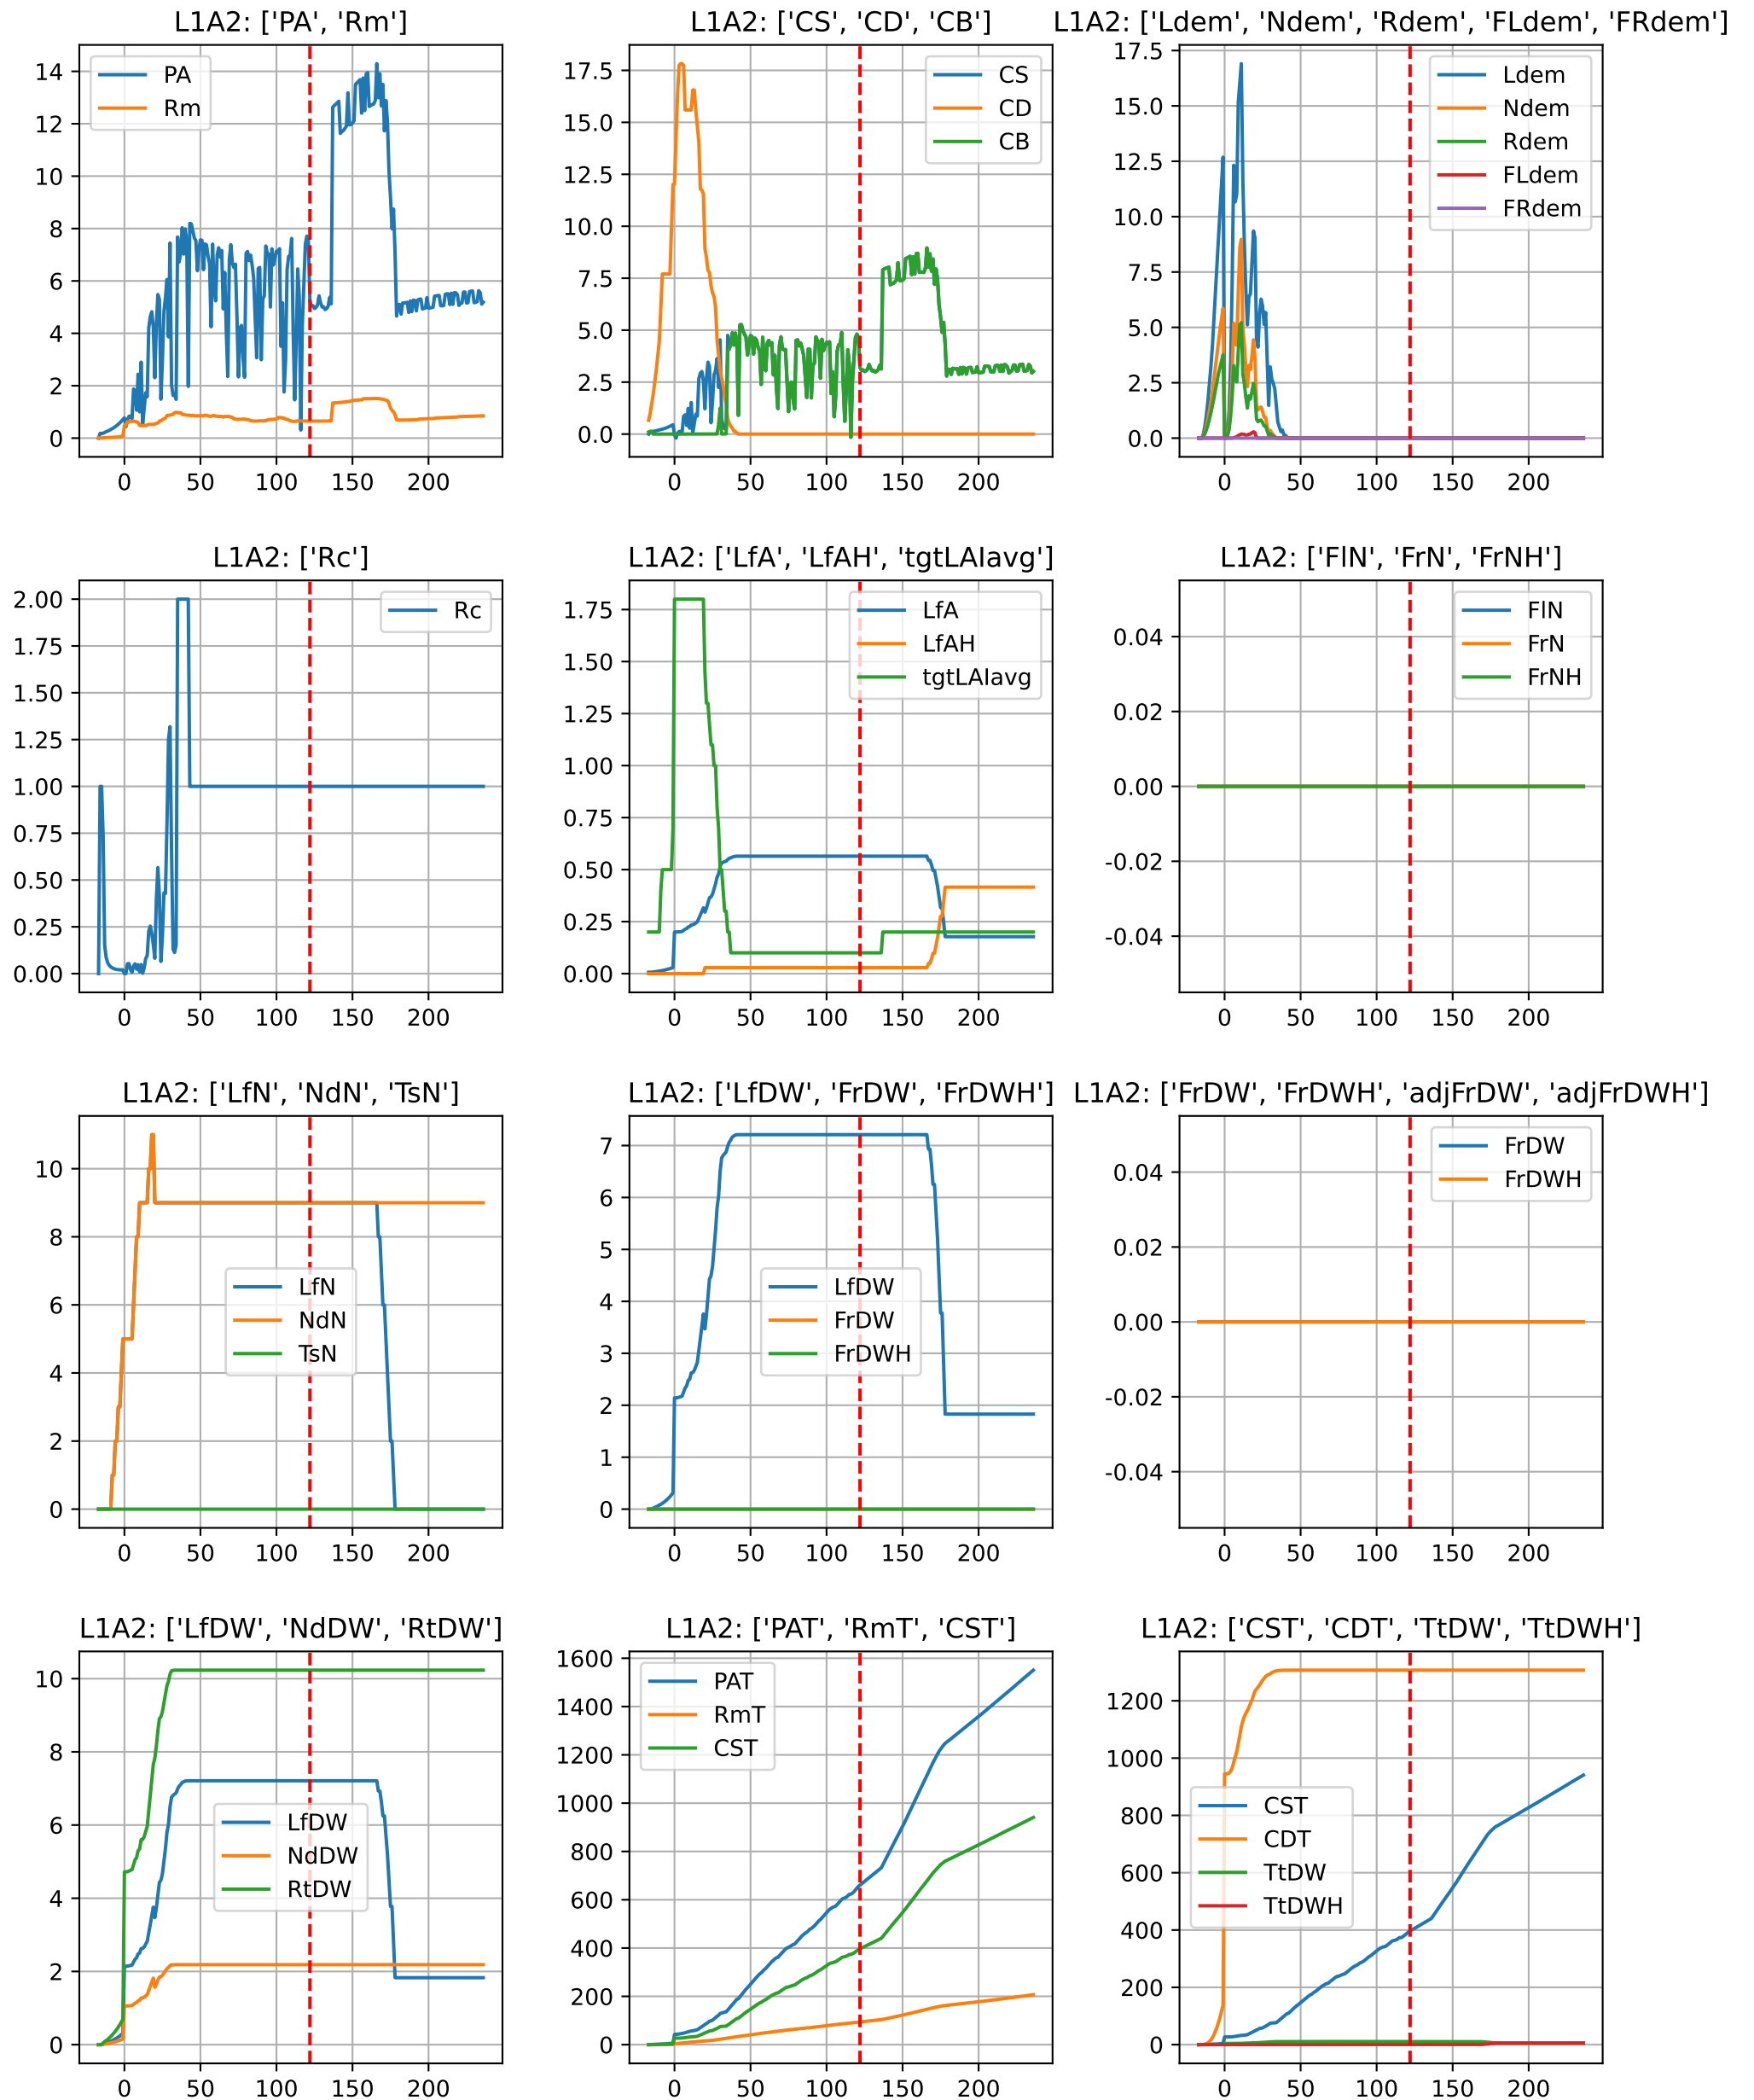 L1A2: ['PA', 'Rm']
14
12
10
8
6
4
2
0
0 50 100 150 200
PA
Rm
L1A2: ['CS', 'CD', 'CB']
17.5
15.0
12.5
10.0
7.5
5.0
2.5
0.0
0 50 100 150 200
CS
CD
CB
L1A2: ['Ldem', 'Ndem', 'Rdem', 'FLdem', 'FRdem']
17.5
15.0
12.5
10.0
7.5
5.0
2.5
0.0
0 50 100 150 200
Ldem
Ndem
Rdem
FLdem
FRdem
L1A2: ['Rc']
2.00
1.75
1.50
1.25
1.00
0.75
0.50
0.25
0.00
0 50 100 150 200
Rc
L1A2: ['LfA', 'LfAH', 'tgtLAIavg']
1.75
1.50
1.25
1.00
0.75
0.50
0.25
0.00
0 50 100 150 200
LfA
LfAH
tgtLAIavg
L1A2: ['FlN', 'FrN', 'FrNH']
0.04
0.02
0.00
-0.02
-0.04
0 50 100 150 200
FlN
FrN
FrNH
L1A2: ['LfN', 'NdN', 'TsN']
10
8
6
4
2
0
0 50 100 150 200
LfN
NdN
TsN
L1A2: ['LfDW', 'FrDW', 'FrDWH']
7
6
5
4
3
2
1
0
0 50 100 150 200
LfDW
FrDW
FrDWH
L1A2: ['FrDW', 'FrDWH', 'adjFrDW', 'adjFrDWH']
0.04
0.02
0.00
-0.02
-0.04
0 50 100 150 200
FrDW
FrDWH
L1A2: ['LfDW', 'NdDW', 'RtDW']
10
8
6
4
2
0
0 50 100 150 200
LfDW
NdDW
RtDW
L1A2: ['PAT', 'RmT', 'CST']
1600
1400
1200
1000
800
600
400
200
0
0 50 100 150 200
PAT
RmT
CST
L1A2: ['CST', 'CDT', 'TtDW', 'TtDWH']
1200
1000
800
600
400
200
0
0 50 100 150 200
CST
CDT
TtDW
TtDWH